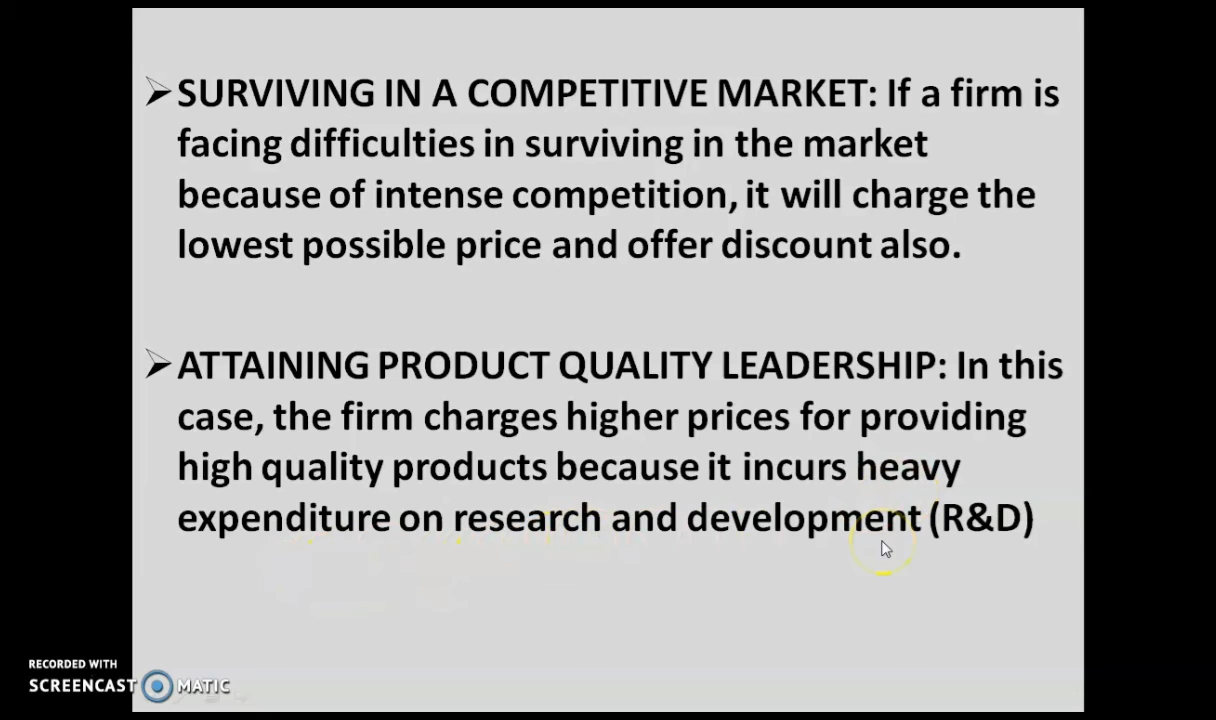 ➢SURVIVING IN A COMPETITIVE MARKET: If a firm is
facing difficulties in surviving in the market
because of intense competition, it will charge the
lowest possible price and offer discount also.
➢ATTAINING PRODUCT QUALITY LEADERSHIP: In this
case, the firm charges higher prices for providing
high quality products because it incurs heavy
expenditure on research and development (R&D)
RECORDED WITH
SCREENCAST MATIC